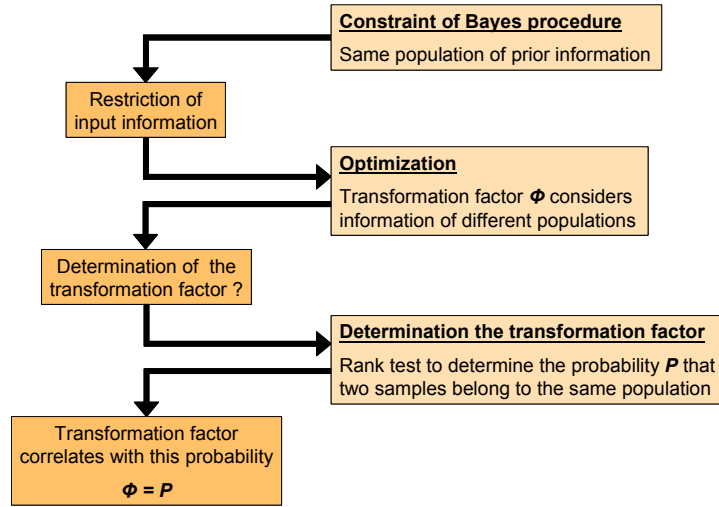 Constraint of Bayes procedure
Same population of prior information
Restriction of
input information
Optimization
Transformation factor Φ considers
information of different populations
Determination of the
transformation factor ?
Determination the transformation factor
Rank test to determine the probability P that
two samples belong to the same population
Transformation factor
correlates with this probability
Φ = P